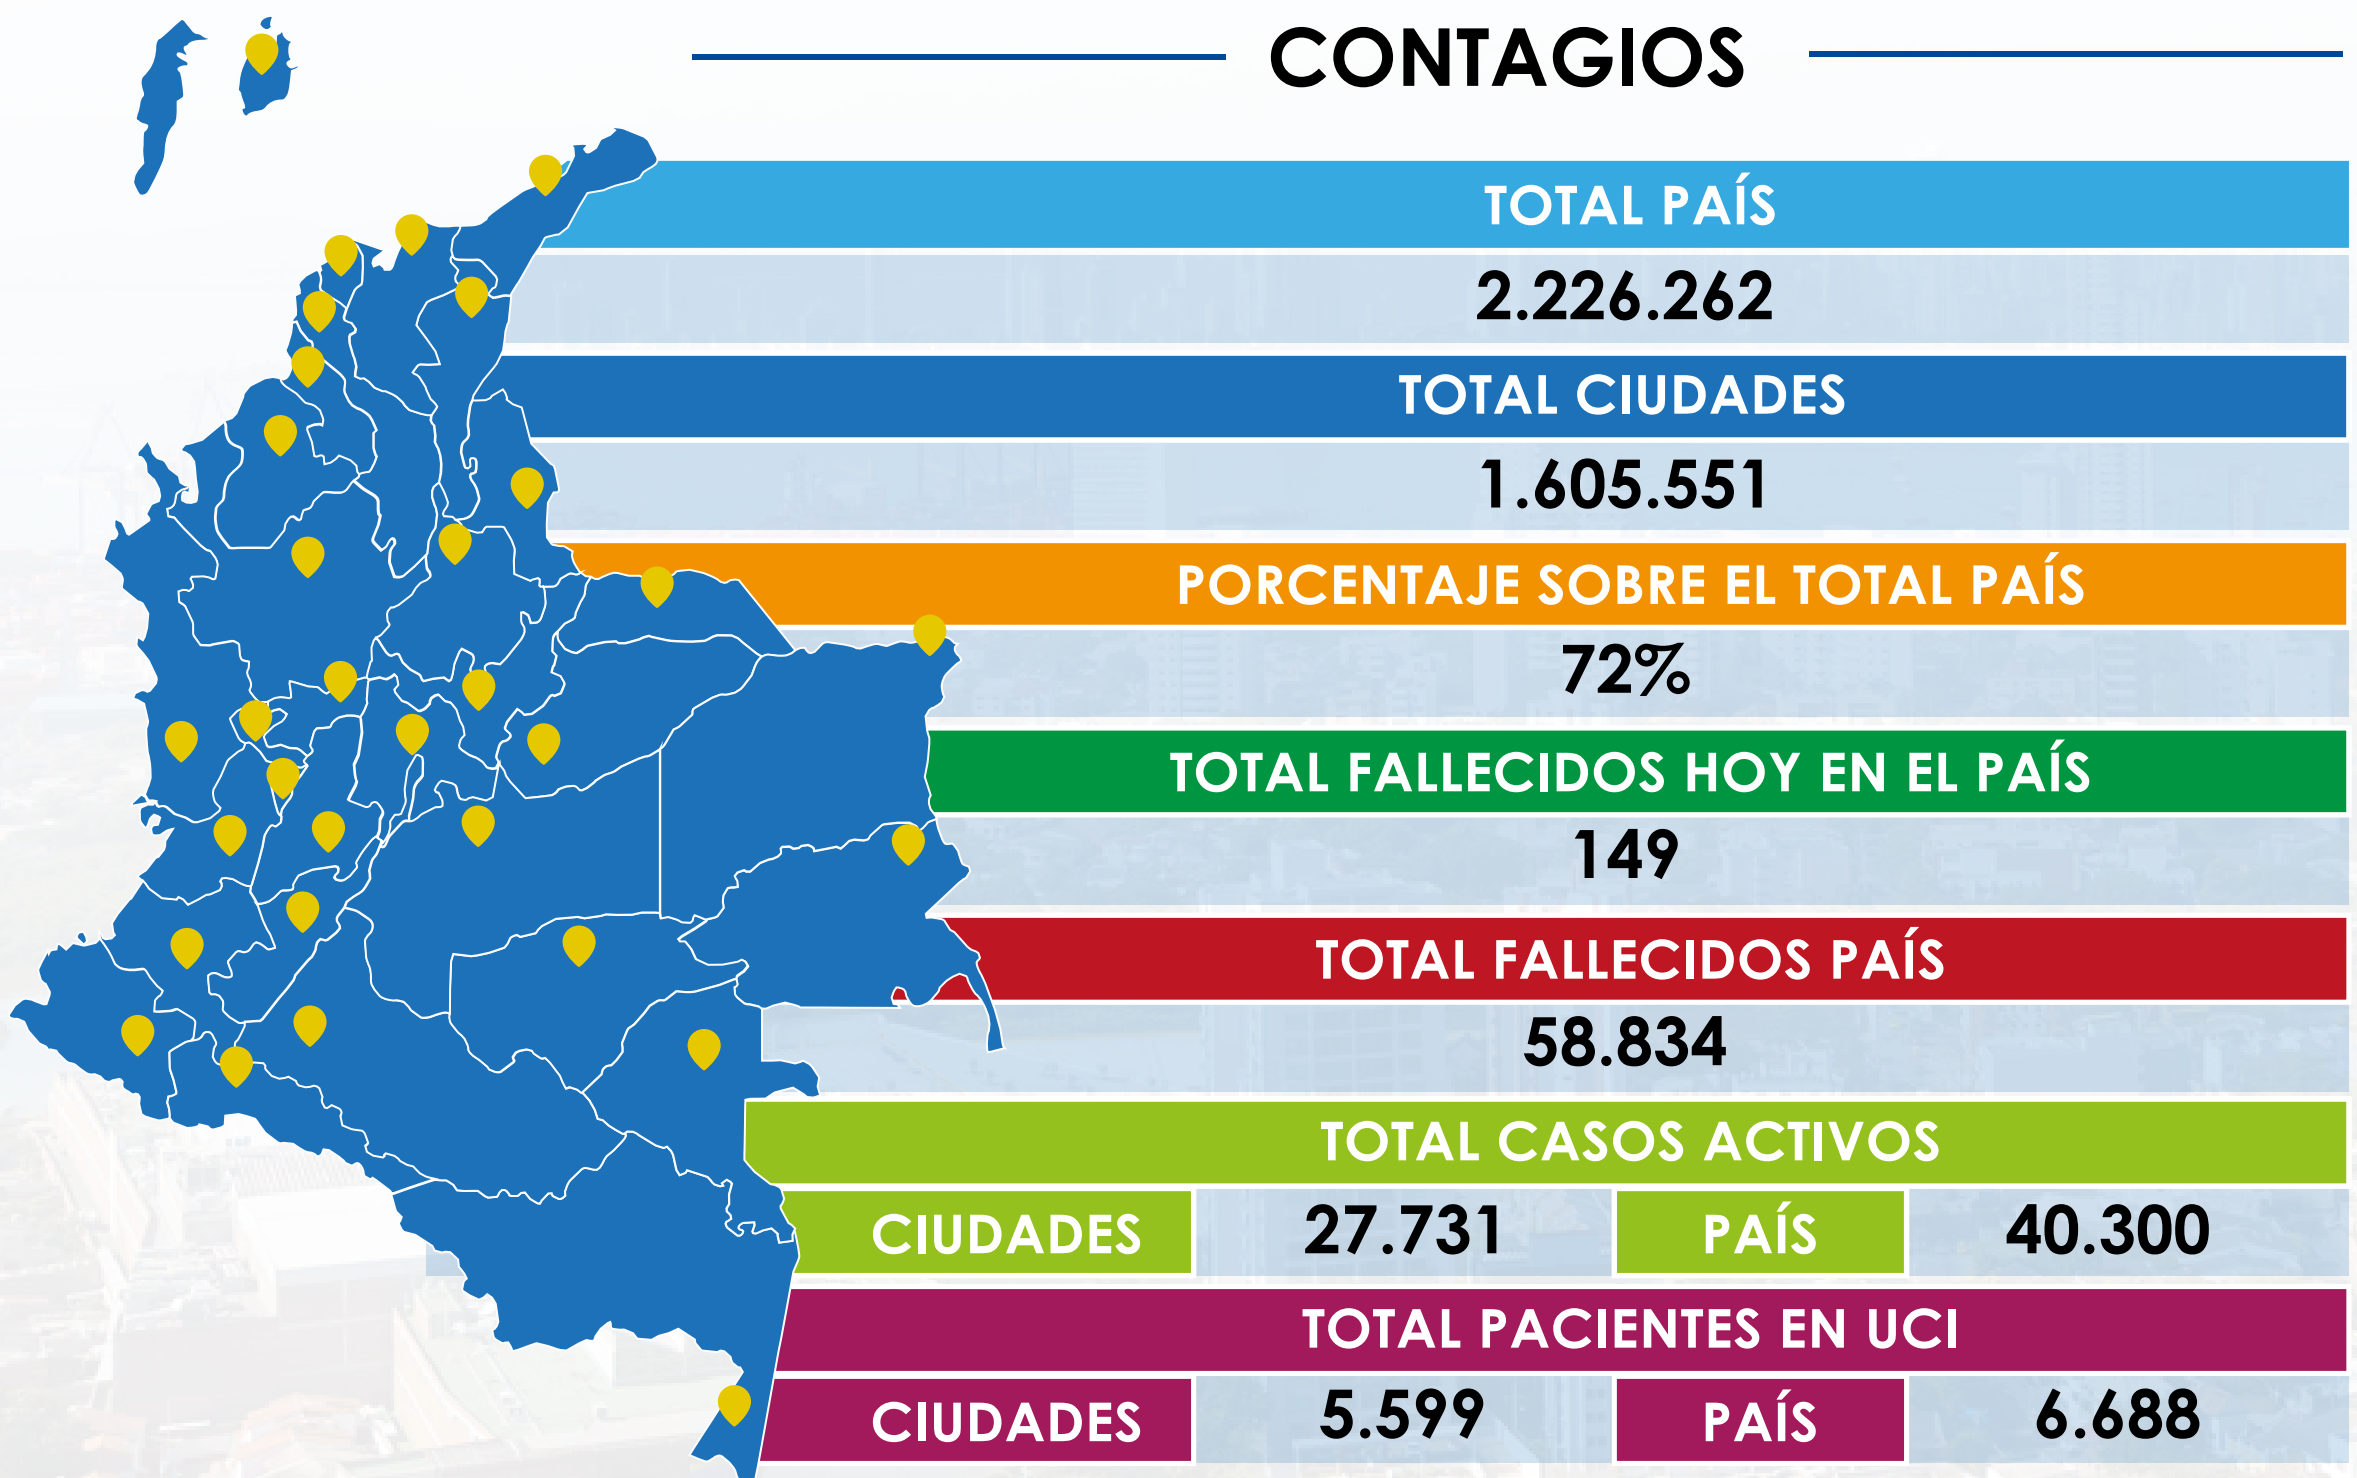 CONTAGIOS
TOTAL PAÍS
2.226.262
TOTAL CIUDADES
1.605.551
PORCENTAJE SOBRE EL TOTAL PAÍS
72%
TOTAL FALLECIDOS HOY EN EL PAÍS
149
TOTAL FALLECIDOS PAÍS
58.834
TOTAL CASOS ACTIVOS
CIUDADES 27.731 PAÍS 40.300
TOTAL PACIENTES EN UCI
CIUDADES 5.599 PAÍS 6.688